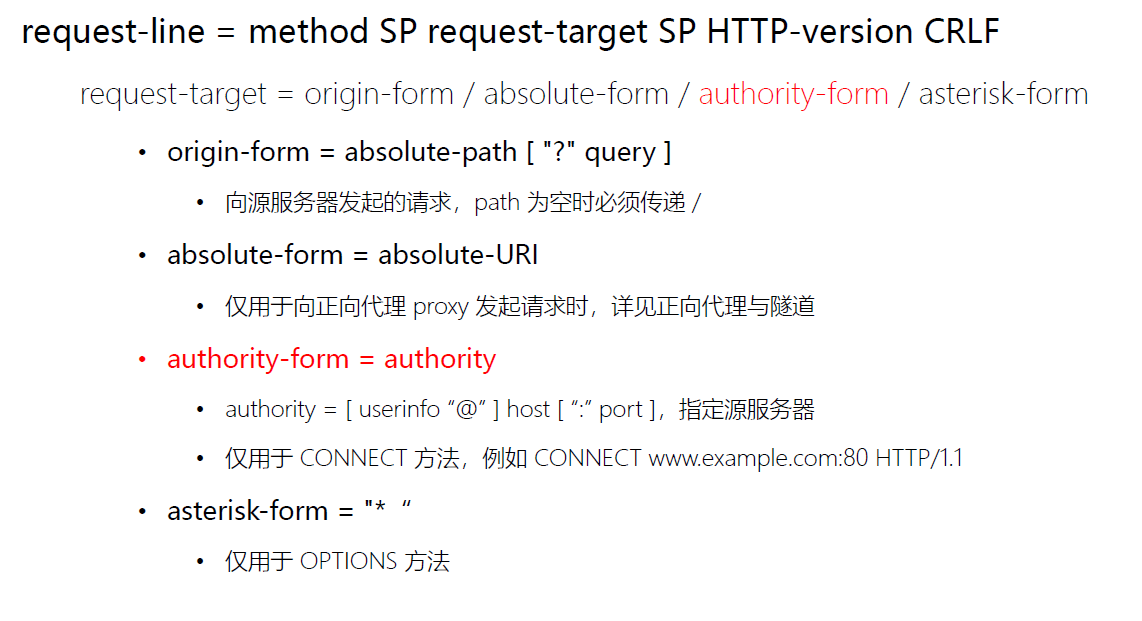 request-line = method SP request-target SP HTTP-version CRLF
request-target = origin-form / absolute-form / authority-form / asterisk-form
• origin-form = absolute-path [ "?" query ]
• 向源服务器发起的请求，path 为空时必须传递 /
• absolute-form = absolute-URI
• 仅用于向正向代理 proxy 发起请求时，详见正向代理与隧道
• authority-form = authority
• authority = [ userinfo “@” ] host [ “:” port ]，指定源服务器
• 仅用于 CONNECT 方法，例如 CONNECT www.example.com:80 HTTP/1.1
• asterisk-form = "* “
• 仅用于 OPTIONS 方法